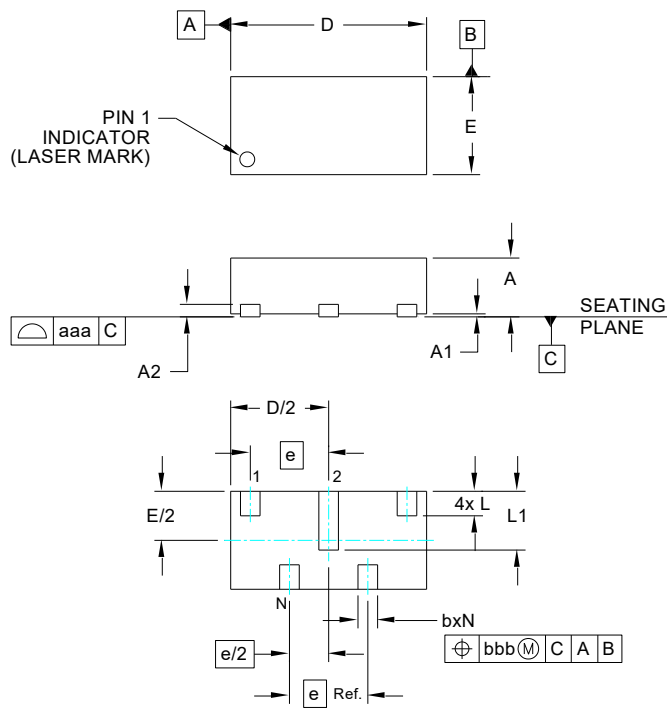 A
D
B
PIN 1
INDICATOR
(LASER MARK)
E
A
SEATING
PLANE
aaa C
A2
A1
C
D/2
e
1
2
E/2
4x L
L1
N
bxN
e/2
⌖ bbb Ⓜ C A B
e Ref.